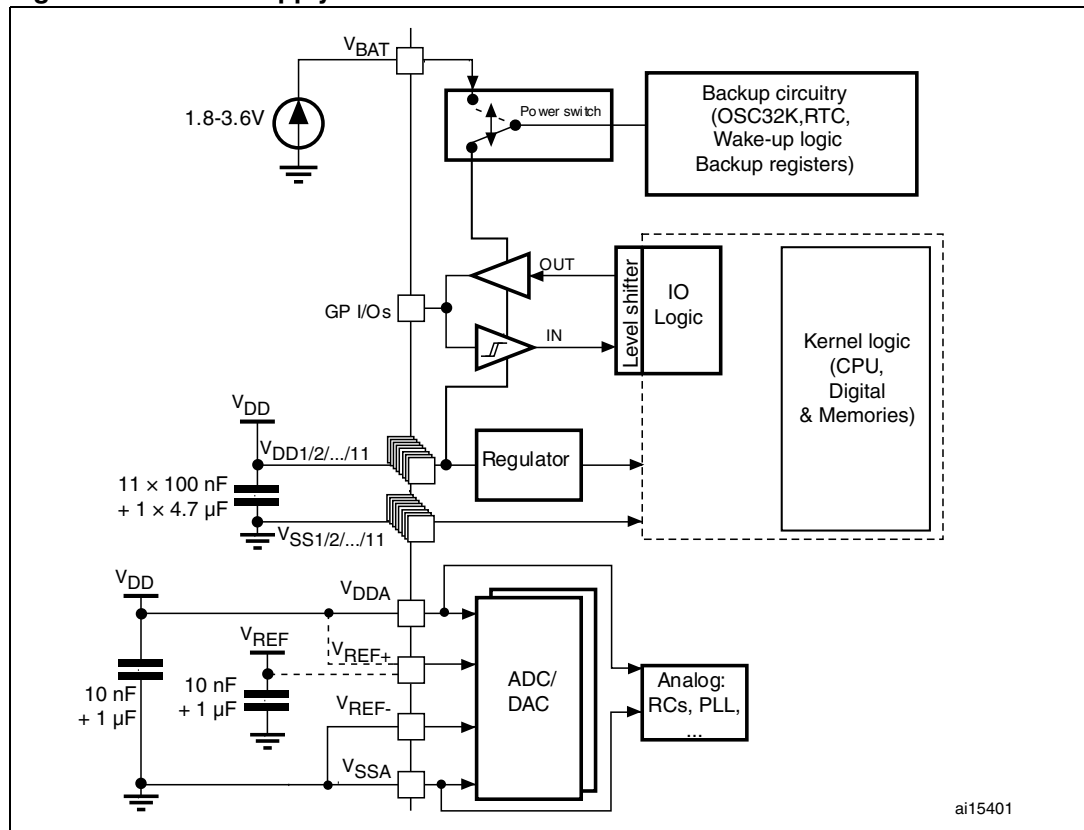 VBAT
1.8-3.6V
Power switch
Backup circuitry
(OSC32K,RTC,
Wake-up logic
Backup registers)
OUT
GP I/Os
IN
Level shifter
IO
Logic
Kernel logic
(CPU,
Digital
& Memories)
VDD
VDD1/2/.../11
Regulator
11 × 100 nF
+ 1 × 4.7 µF
VSS1/2/.../11
VDD
VDDA
VREF
VREF+
10 nF
+ 1 µF
10 nF
+ 1 µF
VREF-
ADC/
DAC
Analog:
RCs, PLL,
...
VSSA
ai15401